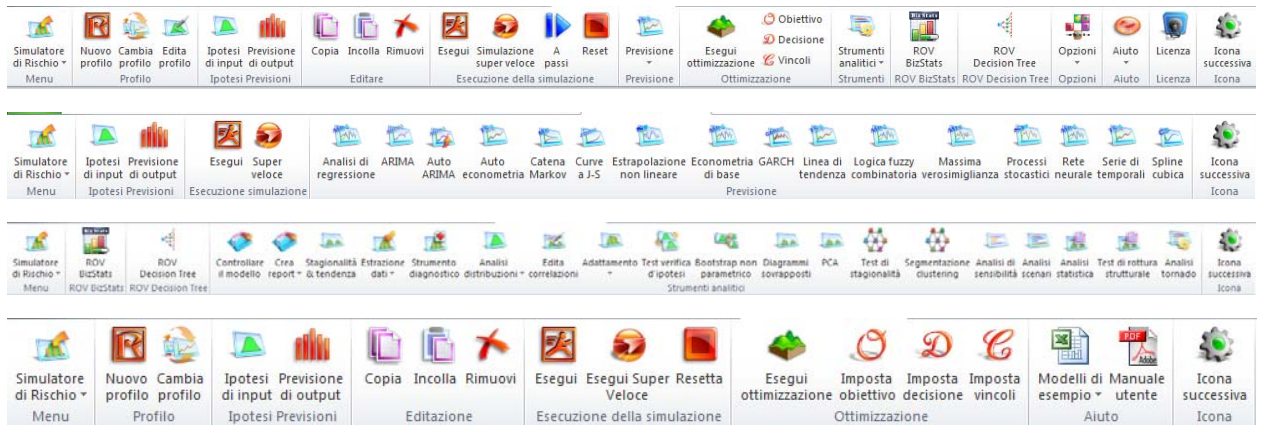 Obiettivo
Decisione
Vincoli
Simulatore Nuovo Cambia Edita Ipotesi Previsione Copia Incolla Rimuovi Esegui Simulazione A Reset Previsione Esegui Strumenti ROV ROV Opzioni Aiuto Licenza Icona
di Rischio profilo profilo profilo di input di output super veloce passi ottimizzazione analitici BizStats Decision Tree successiva
Menu Profilo Ipotesi Previsioni Editare Esecuzione della simulazione Previsione Ottimizzazione Strumenti ROV BizStats ROV Decision Tree Opzioni Aiuto Licenza Icona
Simulatore Ipotesi Previsione Esegui Super Analisi di ARIMA Auto Auto Catena Curve Estrapolazione Econometria GARCH Linea di Logica fuzzy Massima Processi Rete Serie di Spline Icona
di Rischio di input di output veloce regressione ARIMA econometria Markov a J-S non lineare di base tendenza combinatoria verosimiglianza stocastici neurale temporali cubica successiva
Menu Ipotesi Previsioni Esecuzione simulazione Previsione Icona
Simulatore ROV ROV Controllare Crea Stagionalità Estrazione Strumento Analisi Edita Adattamento Test verifica Bootstrap non Diagrammi PCA Test di Segmentazione Analisi di Analisi Analisi Test di rottura Analisi Icona
di Rischio BizStats Decision Tree il modello report & tendenza dati diagnostico distribuzioni correlazioni d'ipotesi parametrico sovrapposti stagionalità clustering sensibilità scenari statistica strutturale tornado successiva
Menu ROV BizStats ROV Decision Tree Strumenti analitici Icona
Simulatore Nuovo Cambia Ipotesi Previsione Copia Incolla Rimuovi Esegui Esegui Super Resetta Esegui Imposta Imposta Imposta Modelli di Manuale Icona
di Rischio profilo profilo di input di output Veloce ottimizzazione obiettivo decisione vincoli esempio utente successiva
Menu Profilo Ipotesi Previsioni Editazione Esecuzione della simulazione Ottimizzazione Aiuto Icona